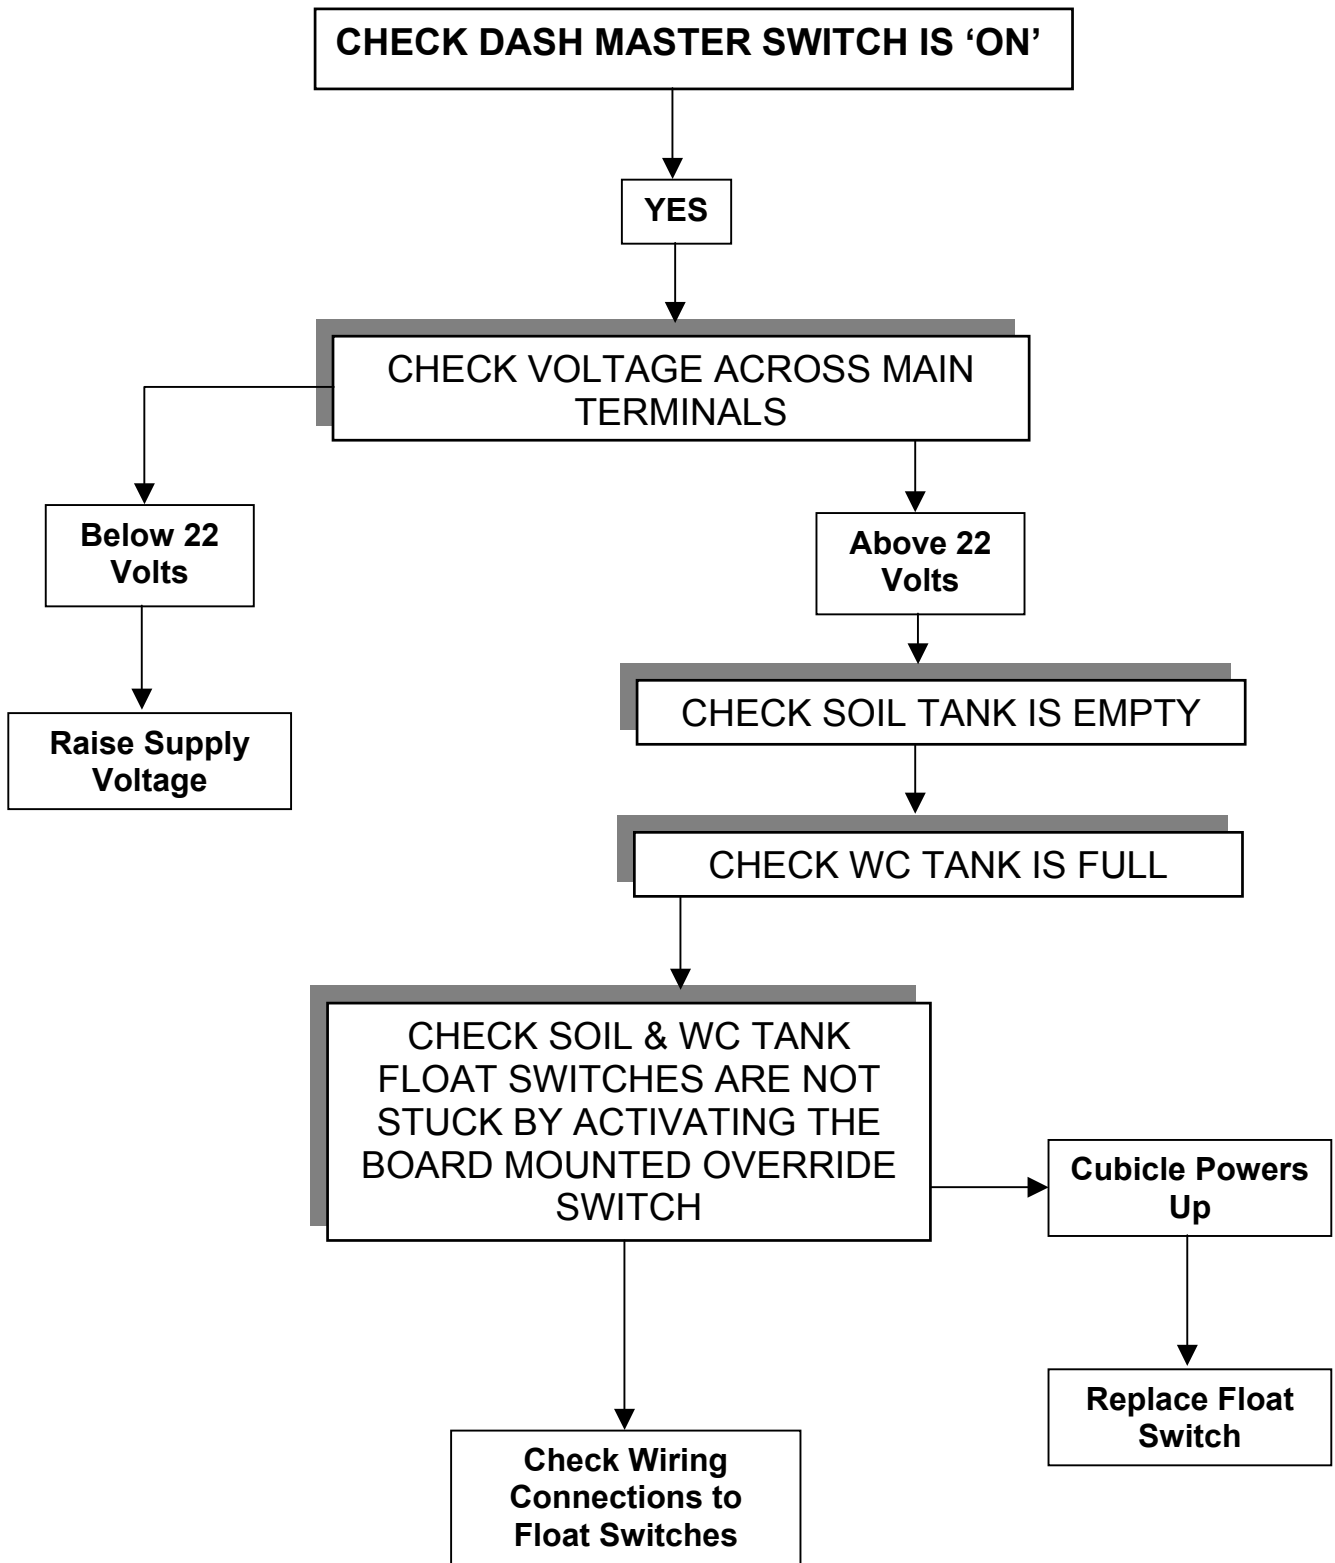 CHECK DASH MASTER SWITCH IS ‘ON’
YES
CHECK VOLTAGE ACROSS MAIN
TERMINALS
Below 22
Volts
Above 22
Volts
Raise Supply
Voltage
CHECK SOIL TANK IS EMPTY
CHECK WC TANK IS FULL
CHECK SOIL & WC TANK
FLOAT SWITCHES ARE NOT
STUCK BY ACTIVATING THE
BOARD MOUNTED OVERRIDE
SWITCH
Cubicle Powers
Up
Replace Float
Switch
Check Wiring
Connections to
Float Switches